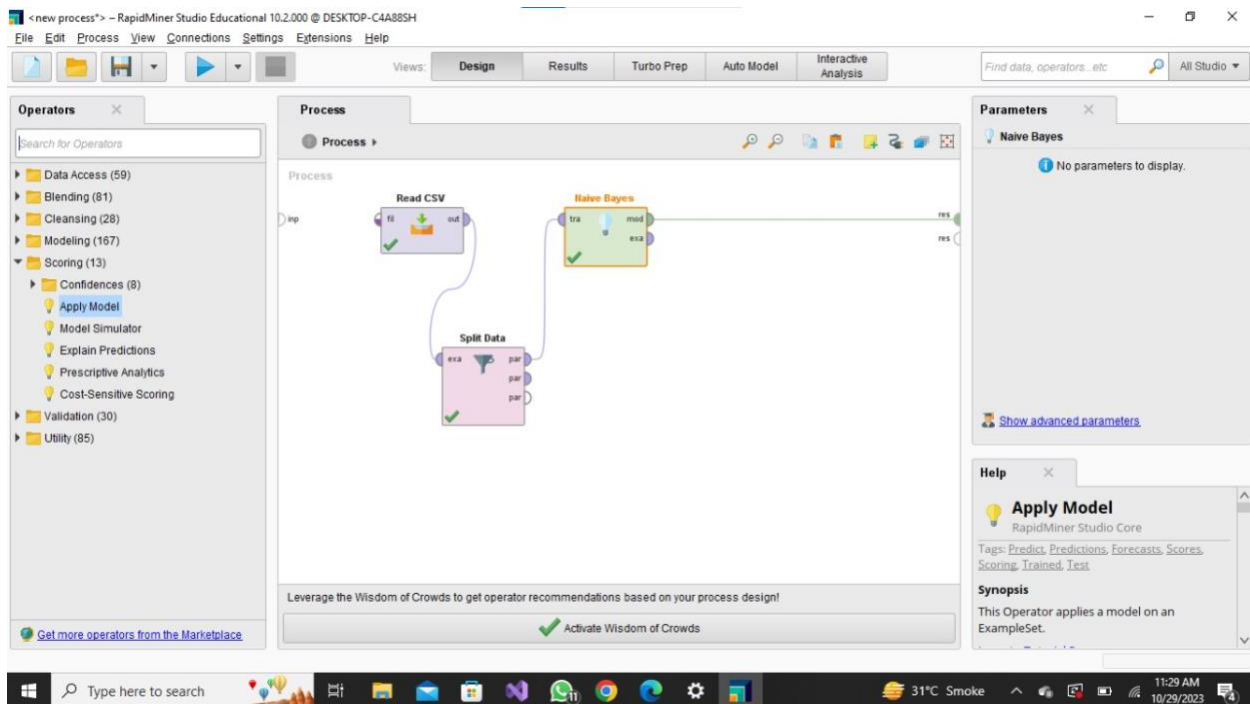 <new process*> – RapidMiner Studio Educational 10.2.000 @ DESKTOP-C4A88SH
File Edit Process View Connections Settings Extensions Help
Views: Design Results Turbo Prep Auto Model Interactive Analysis
Find data, operators...etc All Studio
Operators
Search for Operators
Data Access (59)
Blending (81)
Cleansing (28)
Modeling (167)
Scoring (13)
Confidences (8)
Apply Model
Model Simulator
Explain Predictions
Prescriptive Analytics
Cost-Sensitive Scoring
Validation (30)
Utility (85)
Get more operators from the Marketplace
Process
Process
Process
inp
Read CSV
fil out
Naive Bayes
tra mod
exa
res
res
Split Data
exa par
par
par
Leverage the Wisdom of Crowds to get operator recommendations based on your process design!
Activate Wisdom of Crowds
Parameters
Naive Bayes
No parameters to display.
Show advanced parameters
Help
Apply Model
RapidMiner Studio Core
Tags: Predict, Predictions, Forecasts, Scores,
Scoring, Trained, Test
Synopsis
This Operator applies a model on an
ExampleSet.
Type here to search
31°C Smoke
11:29 AM
10/29/2023